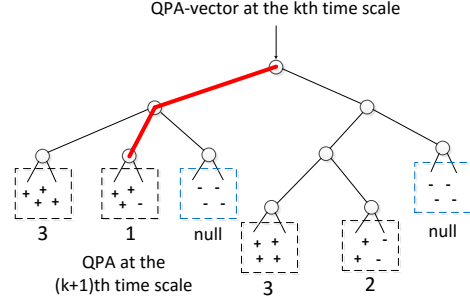 QPA-vector at the kth time scale
+ + - -
+ + + + + - - -
3 1 null
QPA at the
(k+1)th time scale
+ + + -
+ + + -
3 2
- -
- -
null